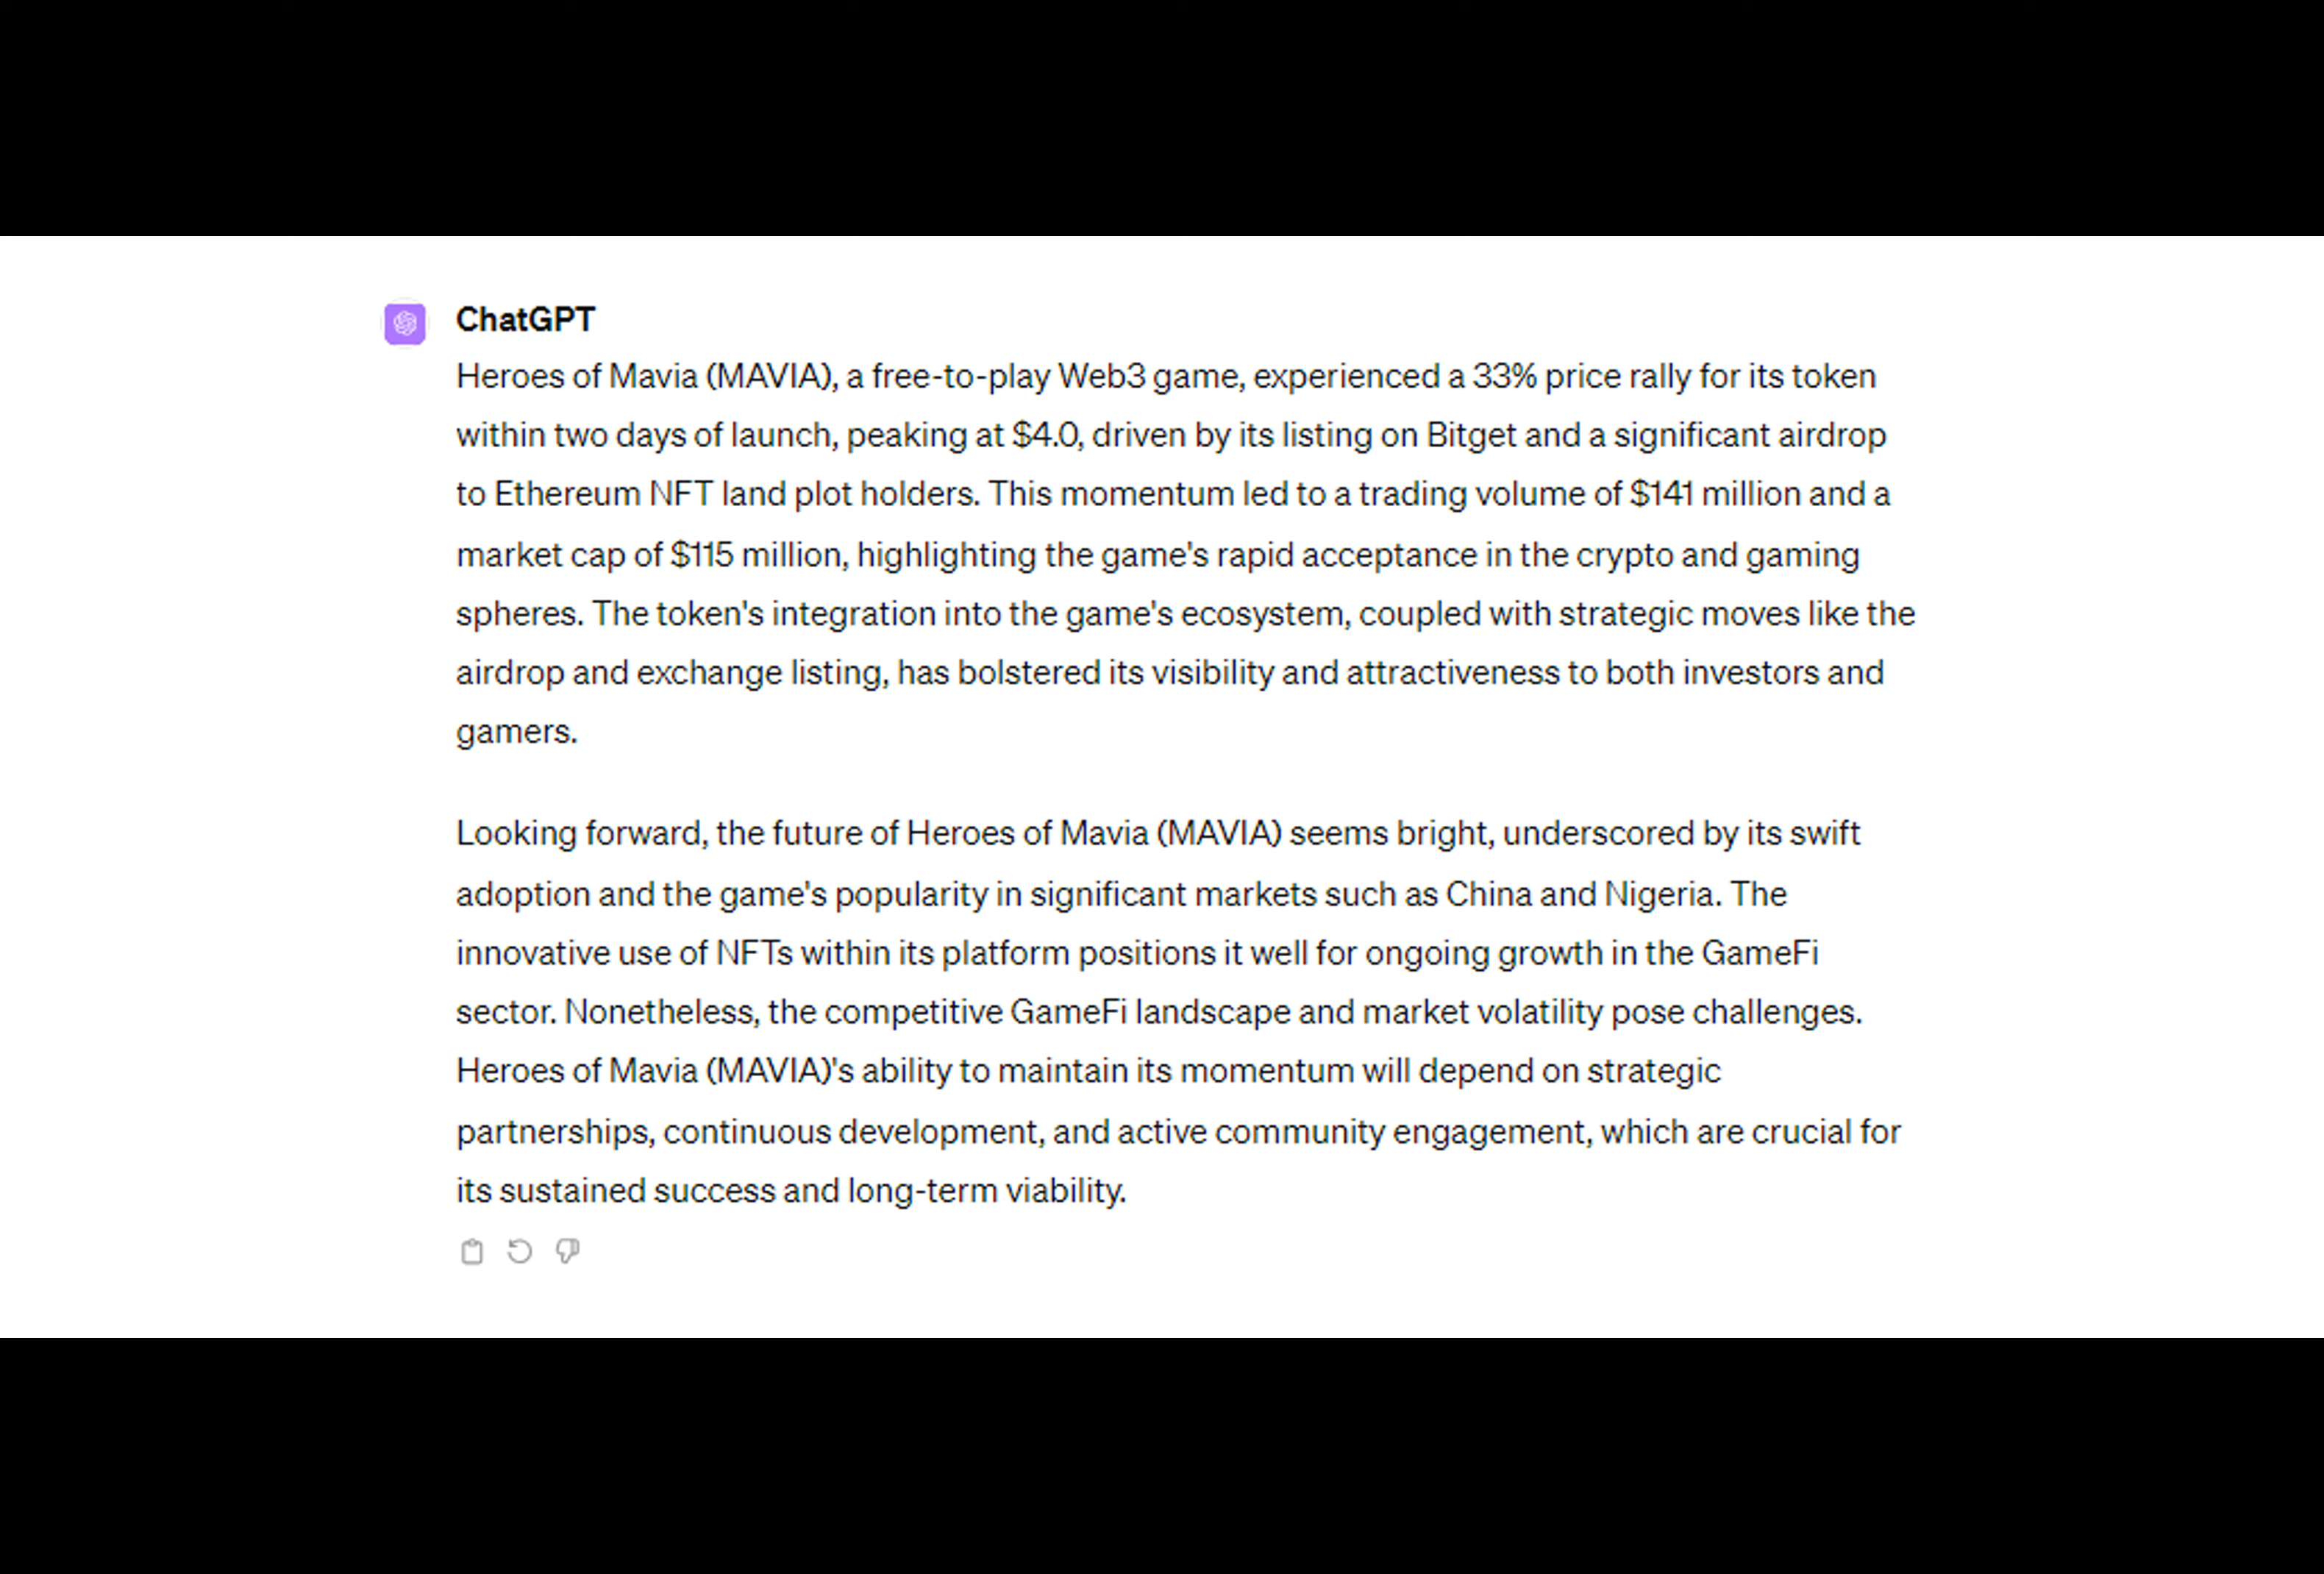 ChatGPT
Heroes of Mavia (MAVIA), a free-to-play Web3 game, experienced a 33% price rally for its token
within two days of launch, peaking at $4.0, driven by its listing on Bitget and a significant airdrop
to Ethereum NFT land plot holders. This momentum led to a trading volume of $141 million and a
market cap of $115 million, highlighting the game's rapid acceptance in the crypto and gaming
spheres. The token's integration into the game's ecosystem, coupled with strategic moves like the
airdrop and exchange listing, has bolstered its visibility and attractiveness to both investors and
gamers.
Looking forward, the future of Heroes of Mavia (MAVIA) seems bright, underscored by its swift
adoption and the game's popularity in significant markets such as China and Nigeria. The
innovative use of NFTs within its platform positions it well for ongoing growth in the GameFi
sector. Nonetheless, the competitive GameFi landscape and market volatility pose challenges.
Heroes of Mavia (MAVIA)'s ability to maintain its momentum will depend on strategic
partnerships, continuous development, and active community engagement, which are crucial for
its sustained success and long-term viability.